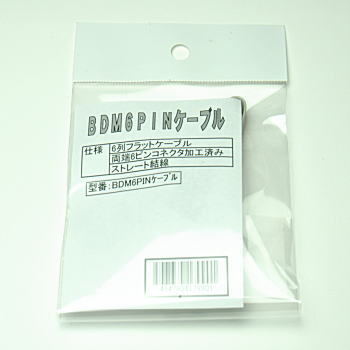 BDM6PINケーブル
仕様 6列フラットケーブル
両端6ピンコネクタ加工済み
ストレート結線
型番:BDM6PINケーブル